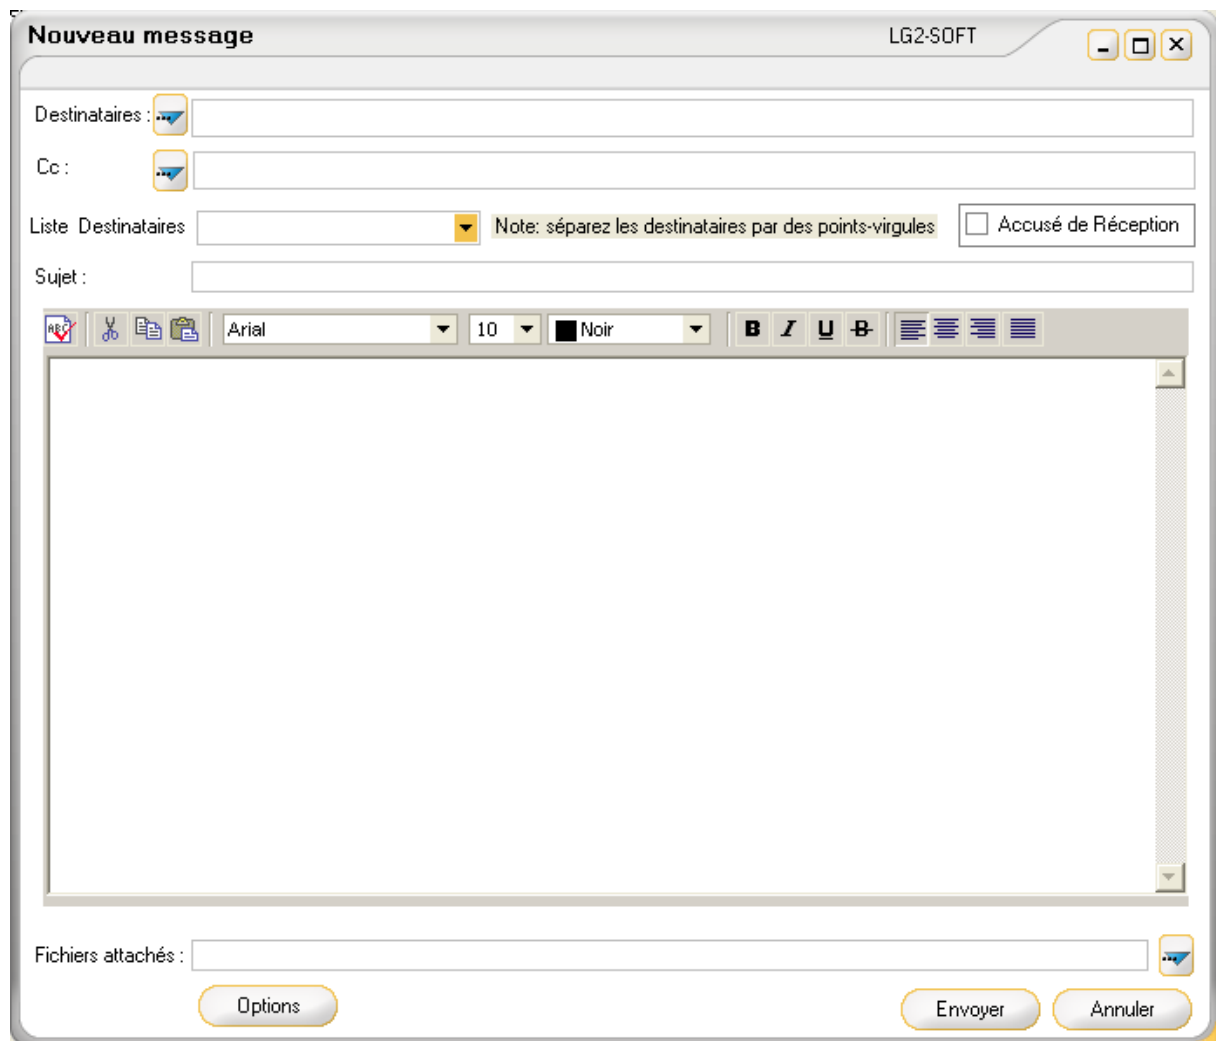 Nouveau message LG2-SOFT
Destinataires :
Cc :
Liste Destinataires Note: séparez les destinataires par des points-virgules Accusé de Réception
Sujet :
ABC Arial 10 Noir B I U B
Fichiers attachés :
Options Envoyer Annuler